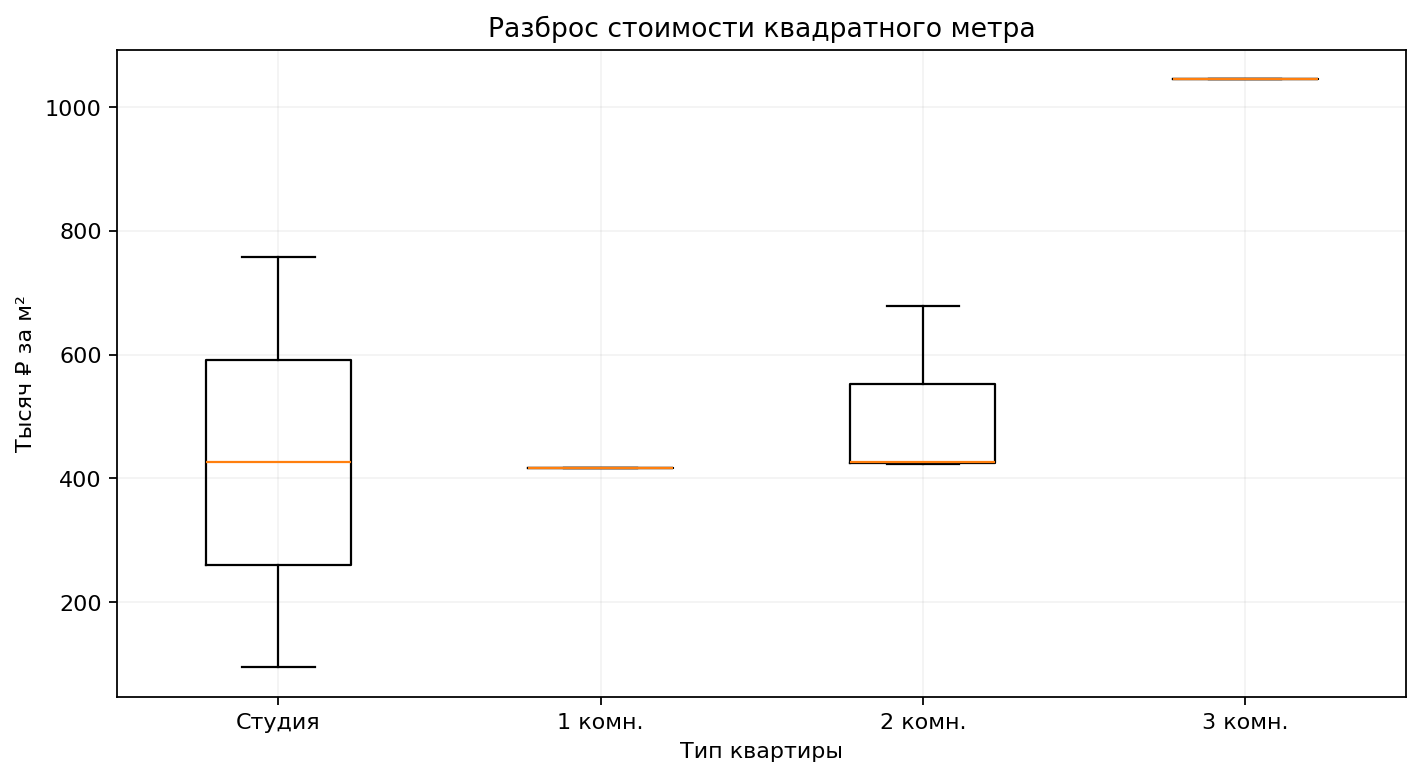 Разброс стоимости квадратного метра
Тысяч ₽ за м²
1000
800
600
400
200
Студия
1 комн.
2 комн.
3 комн.
Тип квартиры